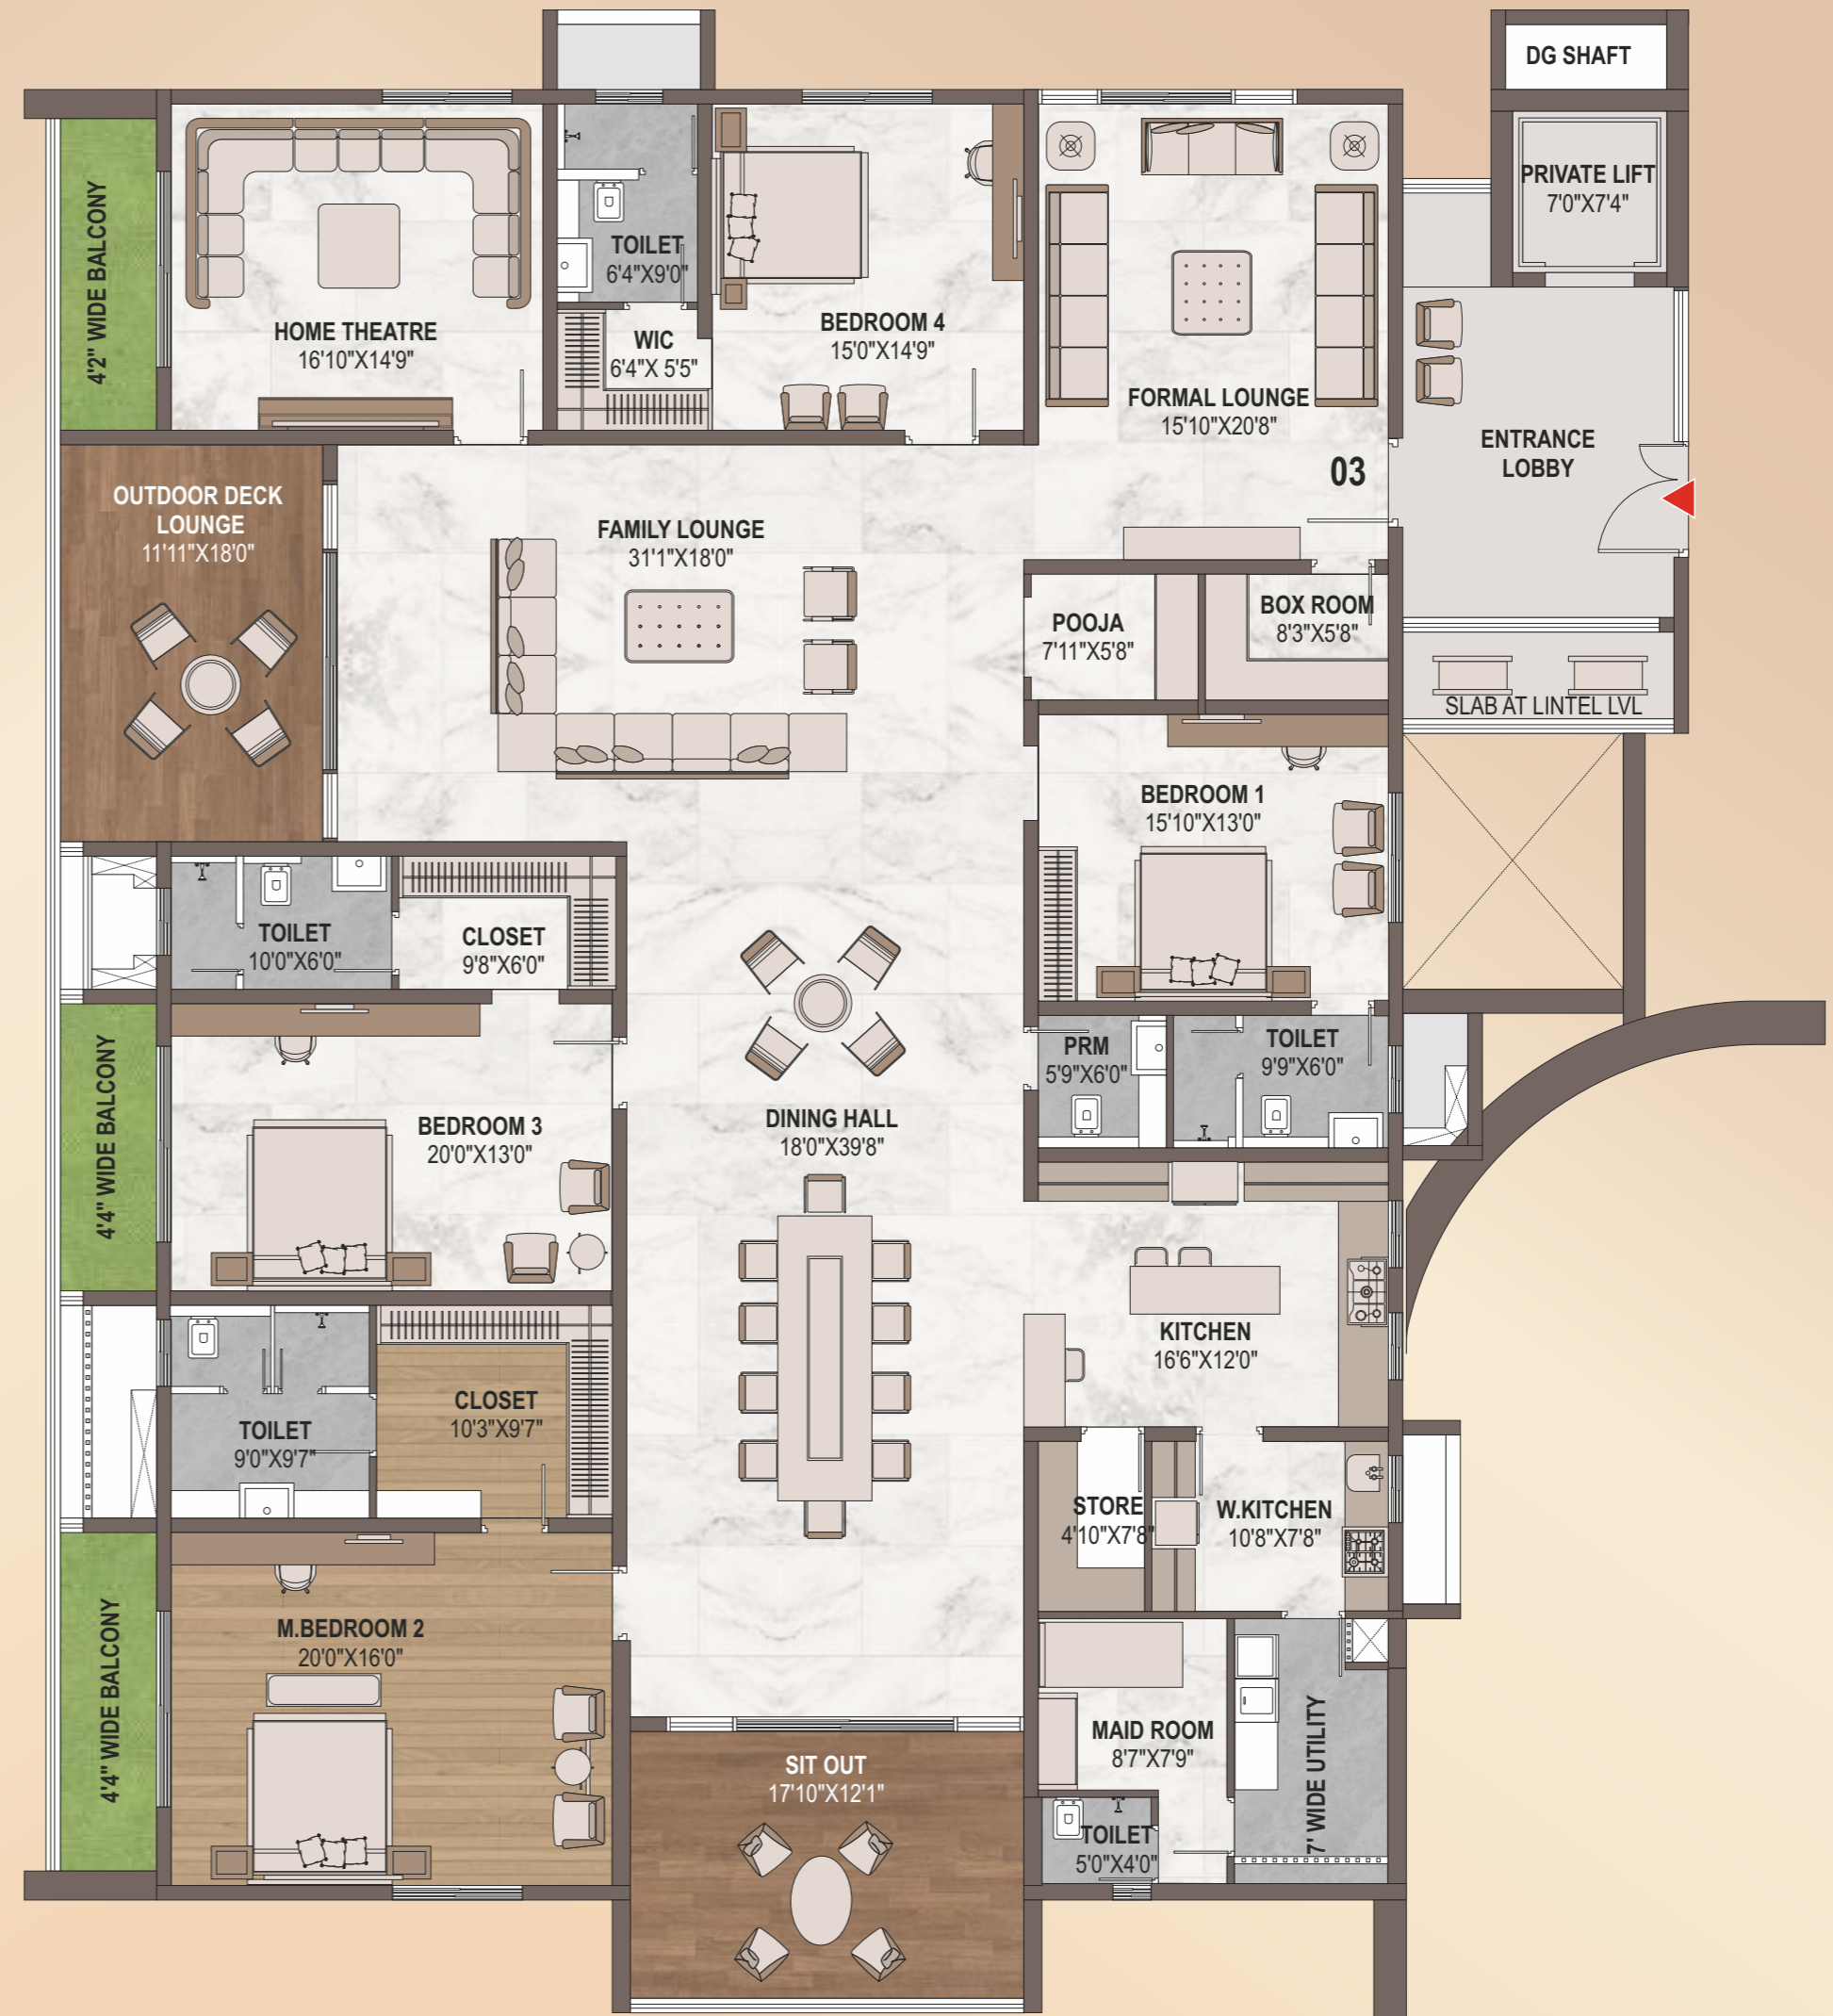 DG SHAFT
PRIVATE LIFT
7'0"X7'4"
4'2" WIDE BALCONY
HOME THEATRE
16'10"X14'9"
TOILET
6'4"X9'0"
WIC
6'4"X 5'5"
BEDROOM 4
15'0"X14'9"
FORMAL LOUNGE
15'10"X20'8"
03
ENTRANCE
LOBBY
OUTDOOR DECK
LOUNGE
11'11"X18'0"
FAMILY LOUNGE
31'1"X18'0"
POOJA
7'11"X5'8"
BOX ROOM
8'3"X5'8"
SLAB AT LINTEL LVL
BEDROOM 1
15'10"X13'0"
TOILET
10'0"X6'0"
CLOSET
9'8"X6'0"
PRM
5'9"X6'0"
TOILET
9'9"X6'0"
4'4" WIDE BALCONY
BEDROOM 3
20'0"X13'0"
DINING HALL
18'0"X39'8"
KITCHEN
16'6"X12'0"
TOILET
9'0"X9'7"
CLOSET
10'3"X9'7"
STORE
4'10"X7'8"
W.KITCHEN
10'8"X7'8"
4'4" WIDE BALCONY
M.BEDROOM 2
20'0"X16'0"
MAID ROOM
8'7"X7'9"
7' WIDE UTILITY
SIT OUT
17'10"X12'1"
TOILET
5'0"X4'0"